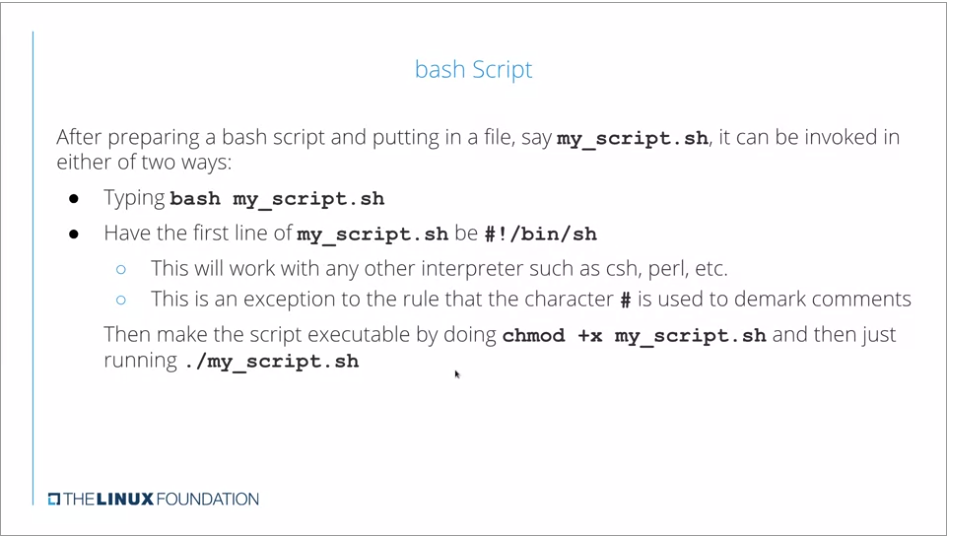 bash Script
After preparing a bash script and putting in a file, say my_script.sh, it can be invoked in
either of two ways:
● Typing bash my_script.sh
● Have the first line of my_script.sh be #!/bin/sh
○ This will work with any other interpreter such as csh, perl, etc.
○ This is an exception to the rule that the character # is used to demark comments
Then make the script executable by doing chmod +x my_script.sh and then just
running ./my_script.sh
THE LINUX FOUNDATION